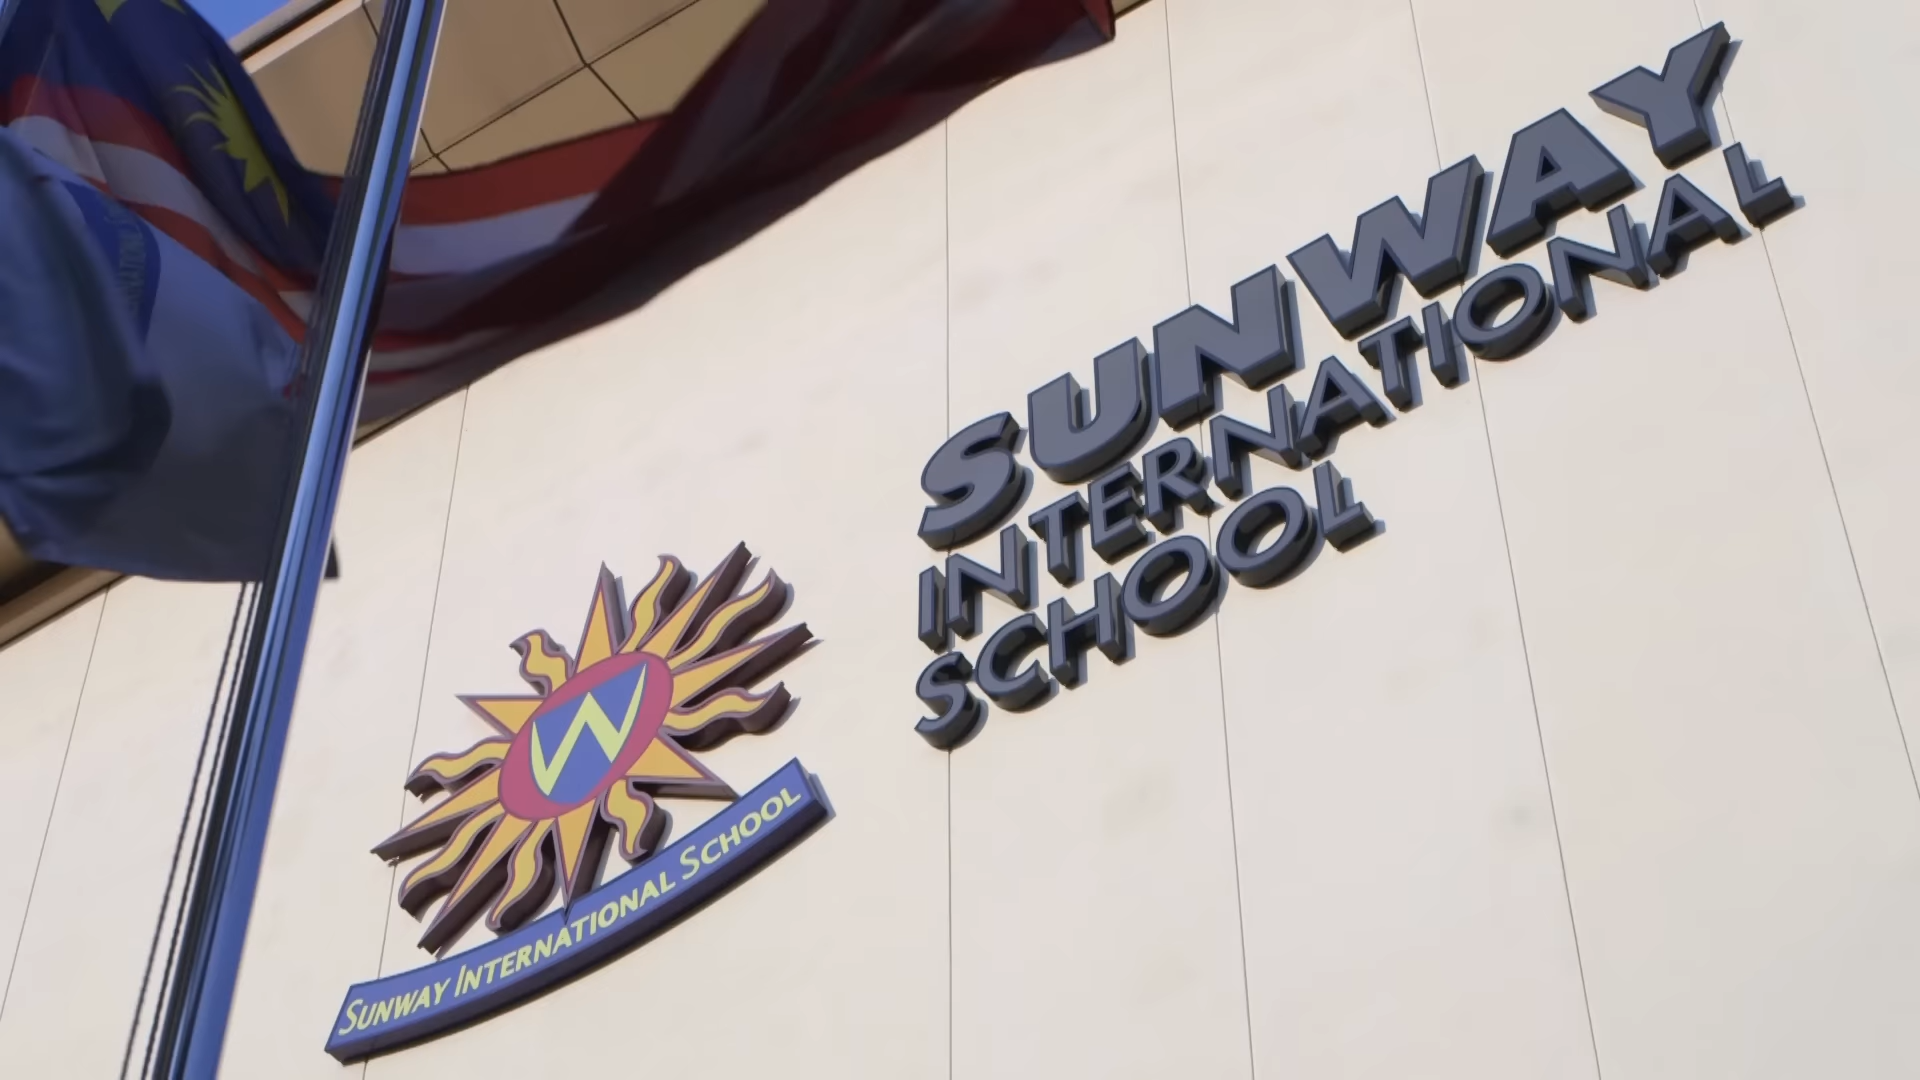 SUNWAY
INTERNATIONAL
SCHOOL
W
SUNWAY INTERNATIONAL SCHOOL